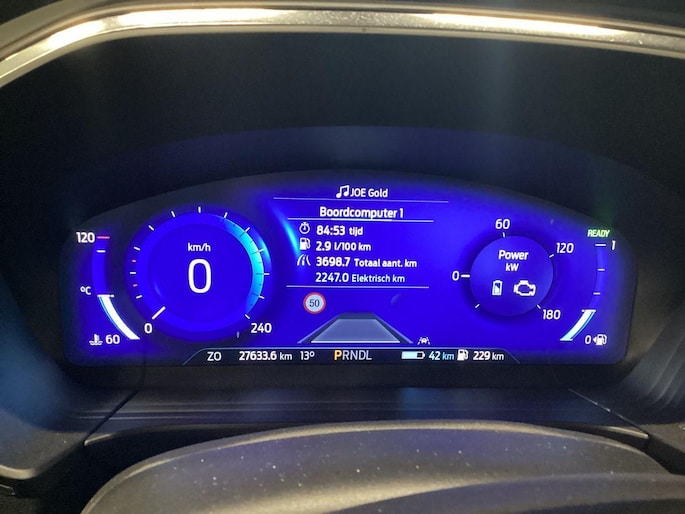 JOE Gold
Boordcomputer 1
84:53 tijd
2.9 l/100 km
3698.7 Totaal aant. km
2247.0 Elektrisch km
50
km/h
0
0
240
120
°C
60
Power
kW
0
60
120
180
READY
1
0
ZO 27633.6 km 13° PRNDL 42 km 229 km